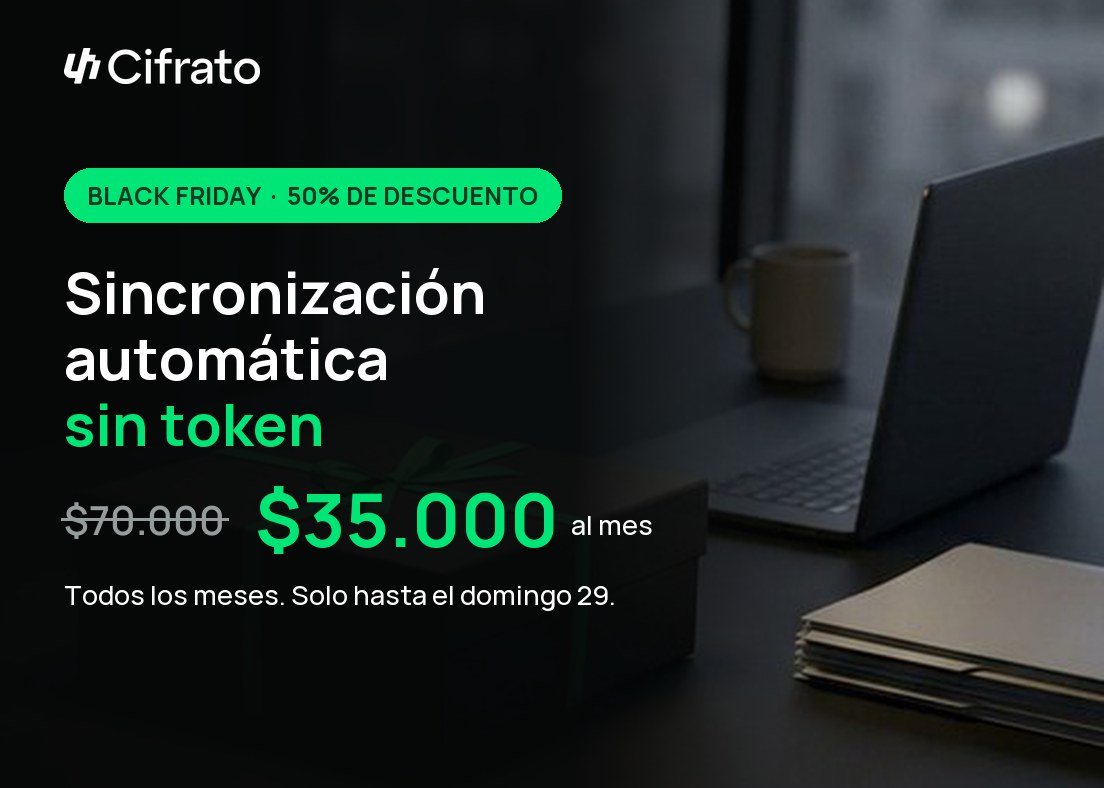 Cifrato
BLACK FRIDAY · 50% DE DESCUENTO
Sincronización
automática
sin token
$70.000 $35.000 al mes
Todos los meses. Solo hasta el domingo 29.